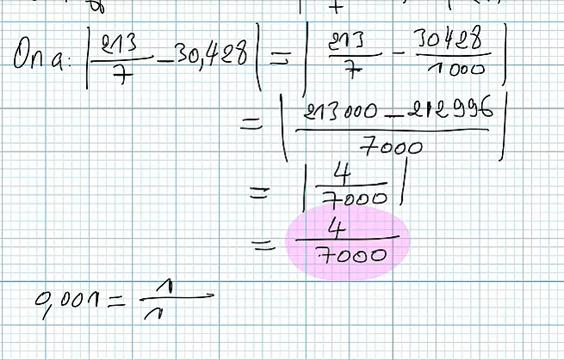 On a: |213/7 - 30,428| = |213/7 - 30428/1000|
= |213000 - 212996/7000|
= |4/7000|
= 4/7000
0,001 = 1/1